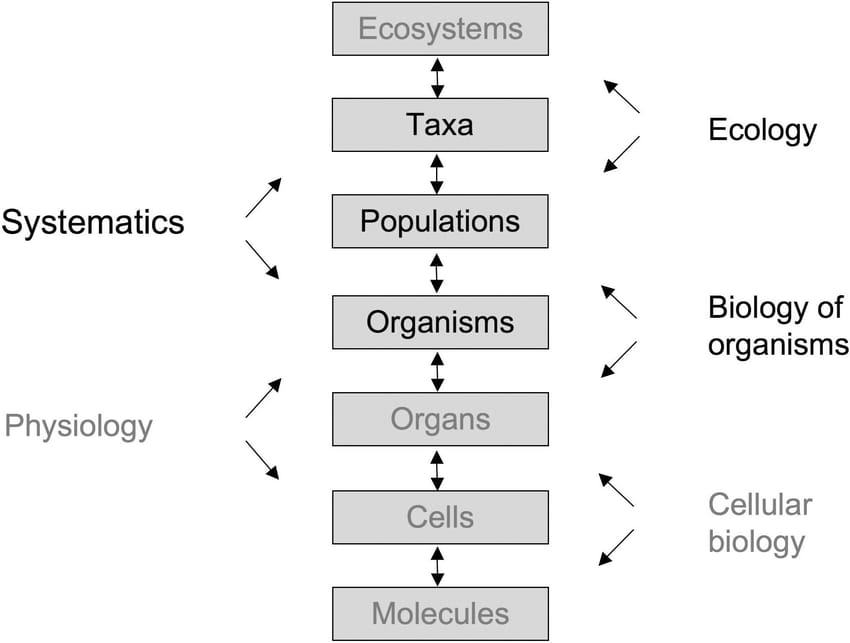 Ecosystems
Taxa
Ecology
Systematics
Populations
Organisms
Biology of
organisms
Physiology
Organs
Cells
Cellular
biology
Molecules